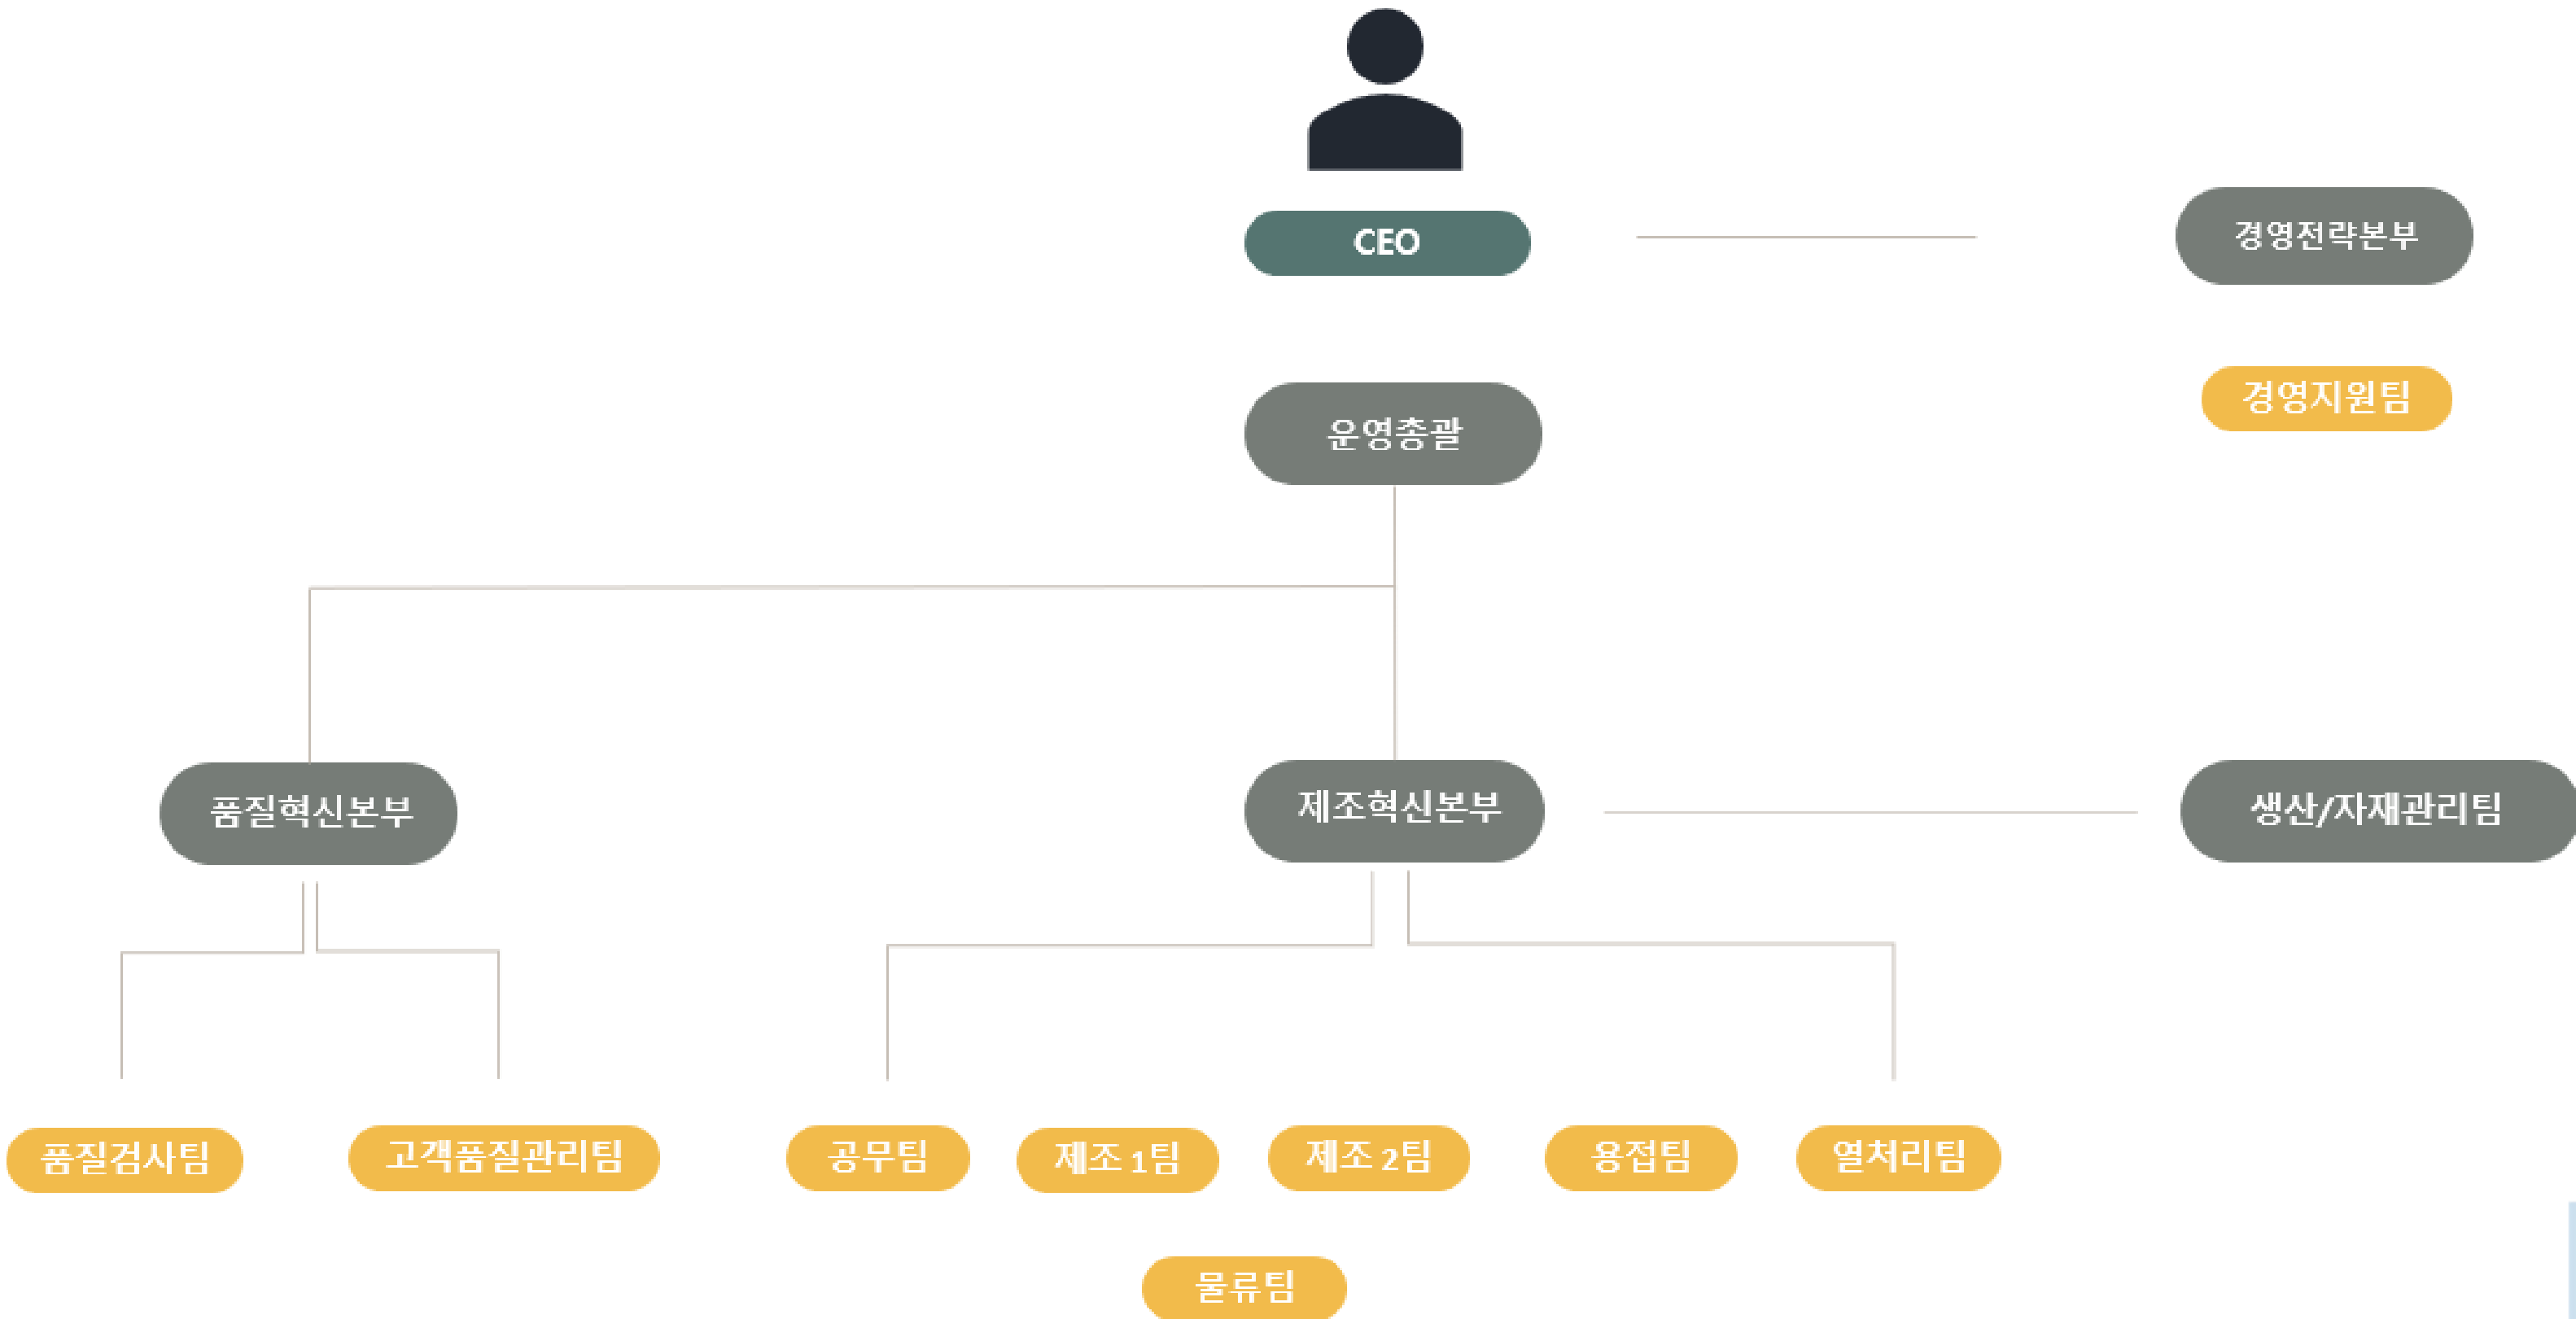 CEO
경영전략본부
경영지원팀
운영총괄
품질혁신본부
제조혁신본부
생산/자재관리팀
품질검사팀
고객품질관리팀
공무팀
제조 1팀
제조 2팀
용접팀
열처리팀
물류팀